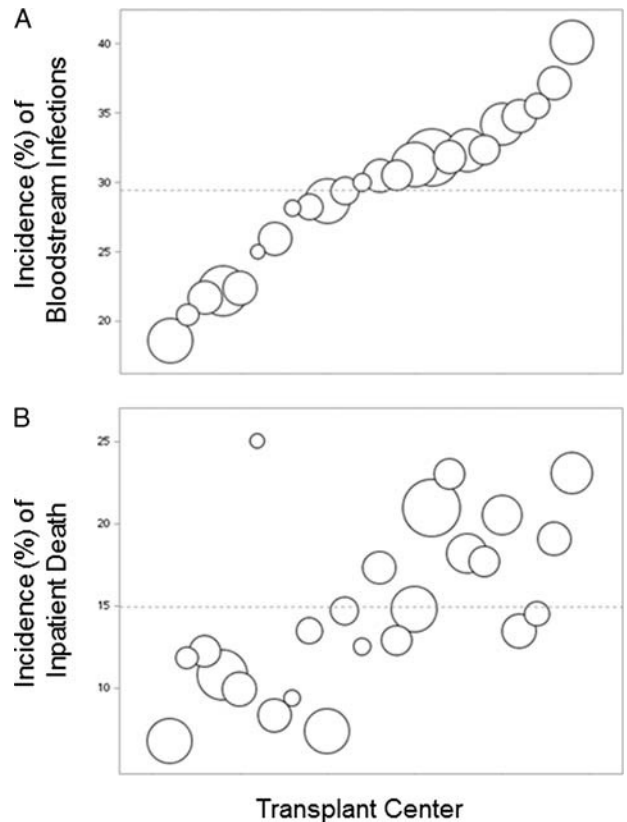 A
Incidence (%) of
Bloodstream Infections
40
35
30
25
20
B
Incidence (%) of
Inpatient Death
25
20
15
10
Transplant Center